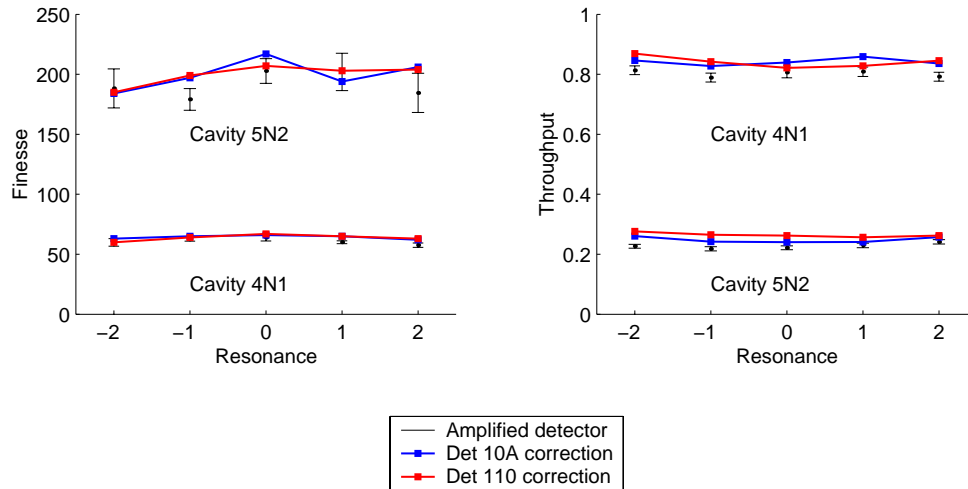 250
200
150
100
50
0
Finesse
Cavity 5N2
Cavity 4N1
−2 −1 0 1 2
Resonance
1
0.8
0.6
0.4
0.2
0
Throughput
Cavity 4N1
Cavity 5N2
−2 −1 0 1 2
Resonance
Amplified detector
Det 10A correction
Det 110 correction